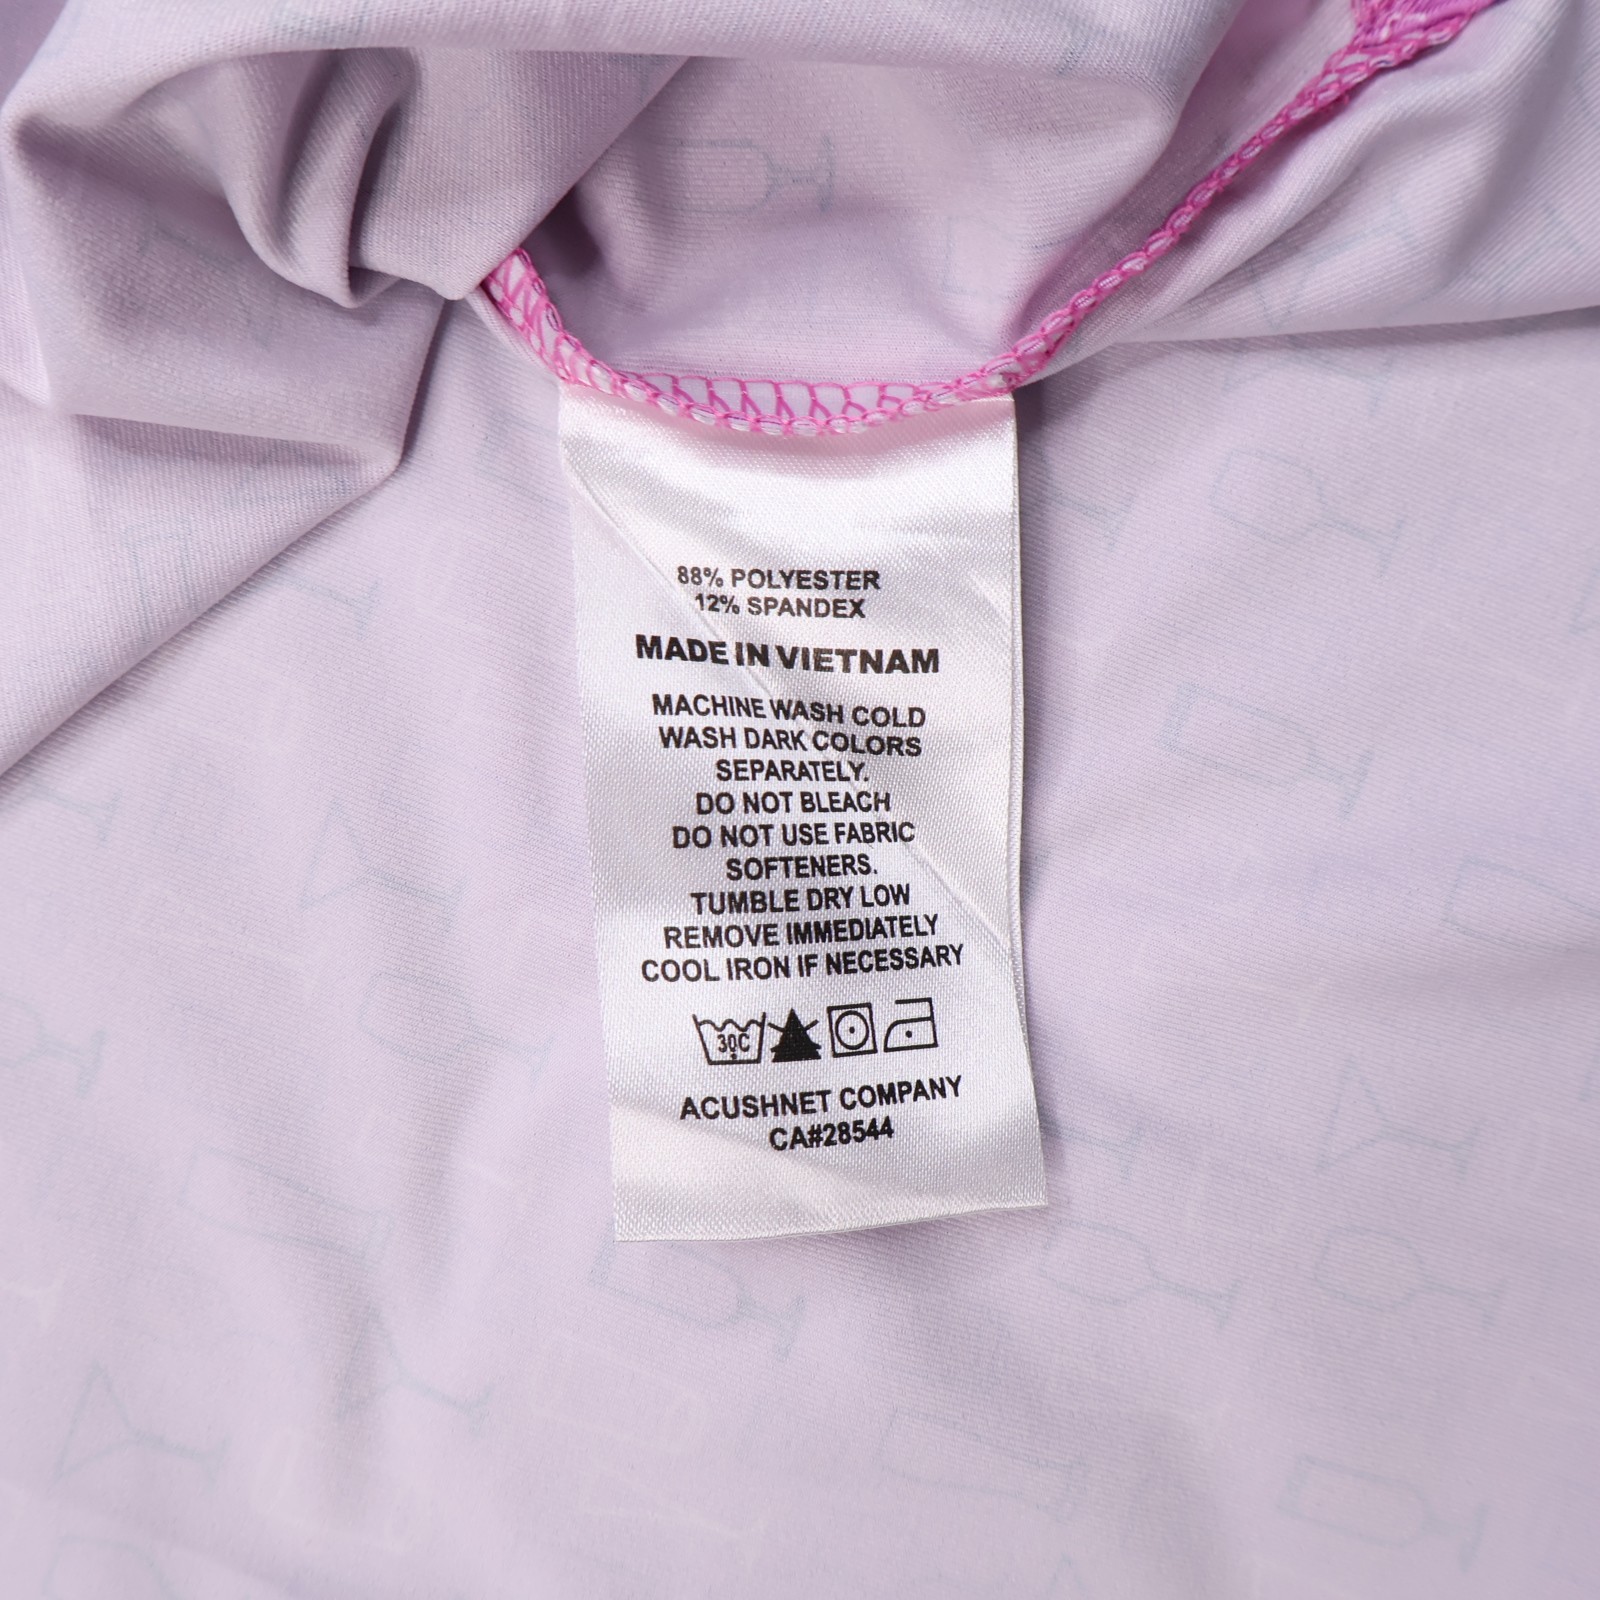 88% POLYESTER
12% SPANDEX
MADE IN VIETNAM
MACHINE WASH COLD
WASH DARK COLORS
SEPARATELY.
DO NOT BLEACH
DO NOT USE FABRIC
SOFTENERS.
TUMBLE DRY LOW
REMOVE IMMEDIATELY
COOL IRON IF NECESSARY
30C
ACUSHNET COMPANY
CA#28544